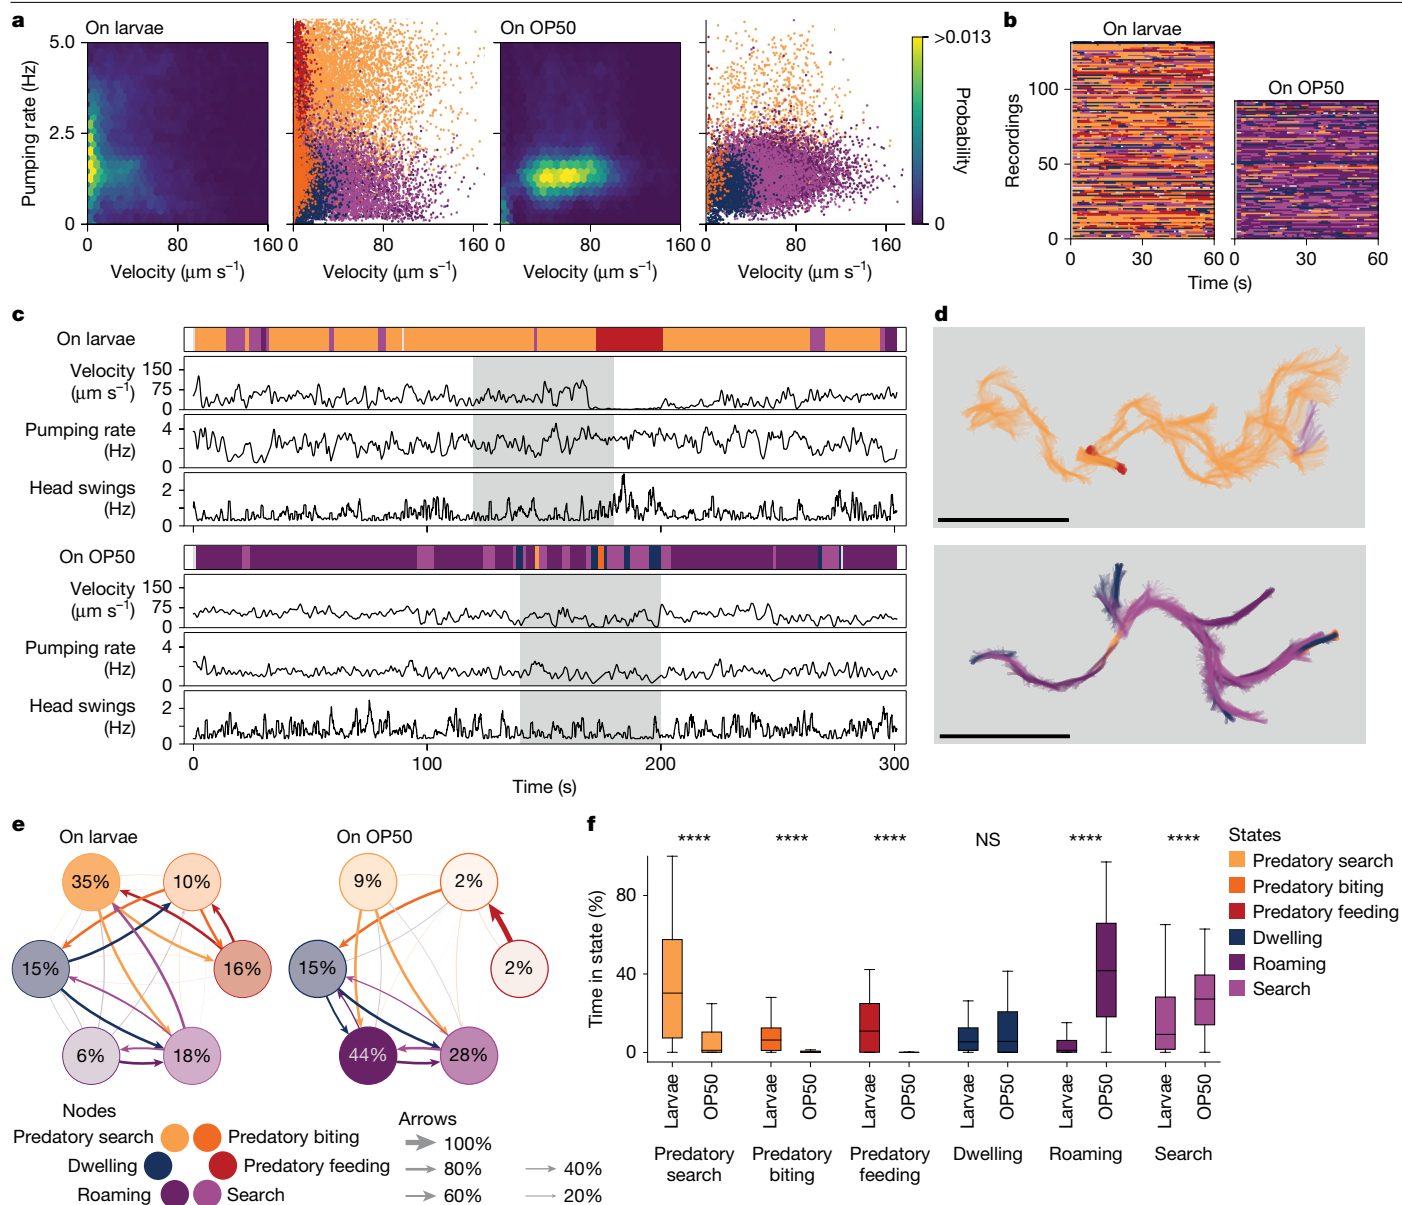 a
On larvae
On OP50
Pumping rate (Hz)
5.0
2.5
0
0 80 160
Velocity (µm s⁻¹)
0 80 160
Velocity (µm s⁻¹)
0 80 160
Velocity (µm s⁻¹)
0 80 160
Velocity (µm s⁻¹)
>0.013
Probability
0
b
On larvae
On OP50
Recordings
100
50
0
0 30 60
0 30 60
Time (s)
c
On larvae
Velocity (µm s⁻¹)
150
75
0
Pumping rate (Hz)
4
0
Head swings (Hz)
2
0
On OP50
Velocity (µm s⁻¹)
150
75
0
Pumping rate (Hz)
4
0
Head swings (Hz)
2
0
0 100 200 300
Time (s)
d
e
On larvae
35%
10%
15%
16%
6%
18%
On OP50
9%
2%
15%
2%
44%
28%
Nodes
Predatory search
Predatory biting
Dwelling
Predatory feeding
Roaming
Search
Arrows
100%
80%
60%
40%
20%
f
**** **** **** NS **** ****
Time in state (%)
80
40
0
Larvae OP50 Larvae OP50 Larvae OP50 Larvae OP50 Larvae OP50 Larvae OP50
Predatory search
Predatory biting
Predatory feeding
Dwelling
Roaming
Search
States
Predatory search
Predatory biting
Predatory feeding
Dwelling
Roaming
Search